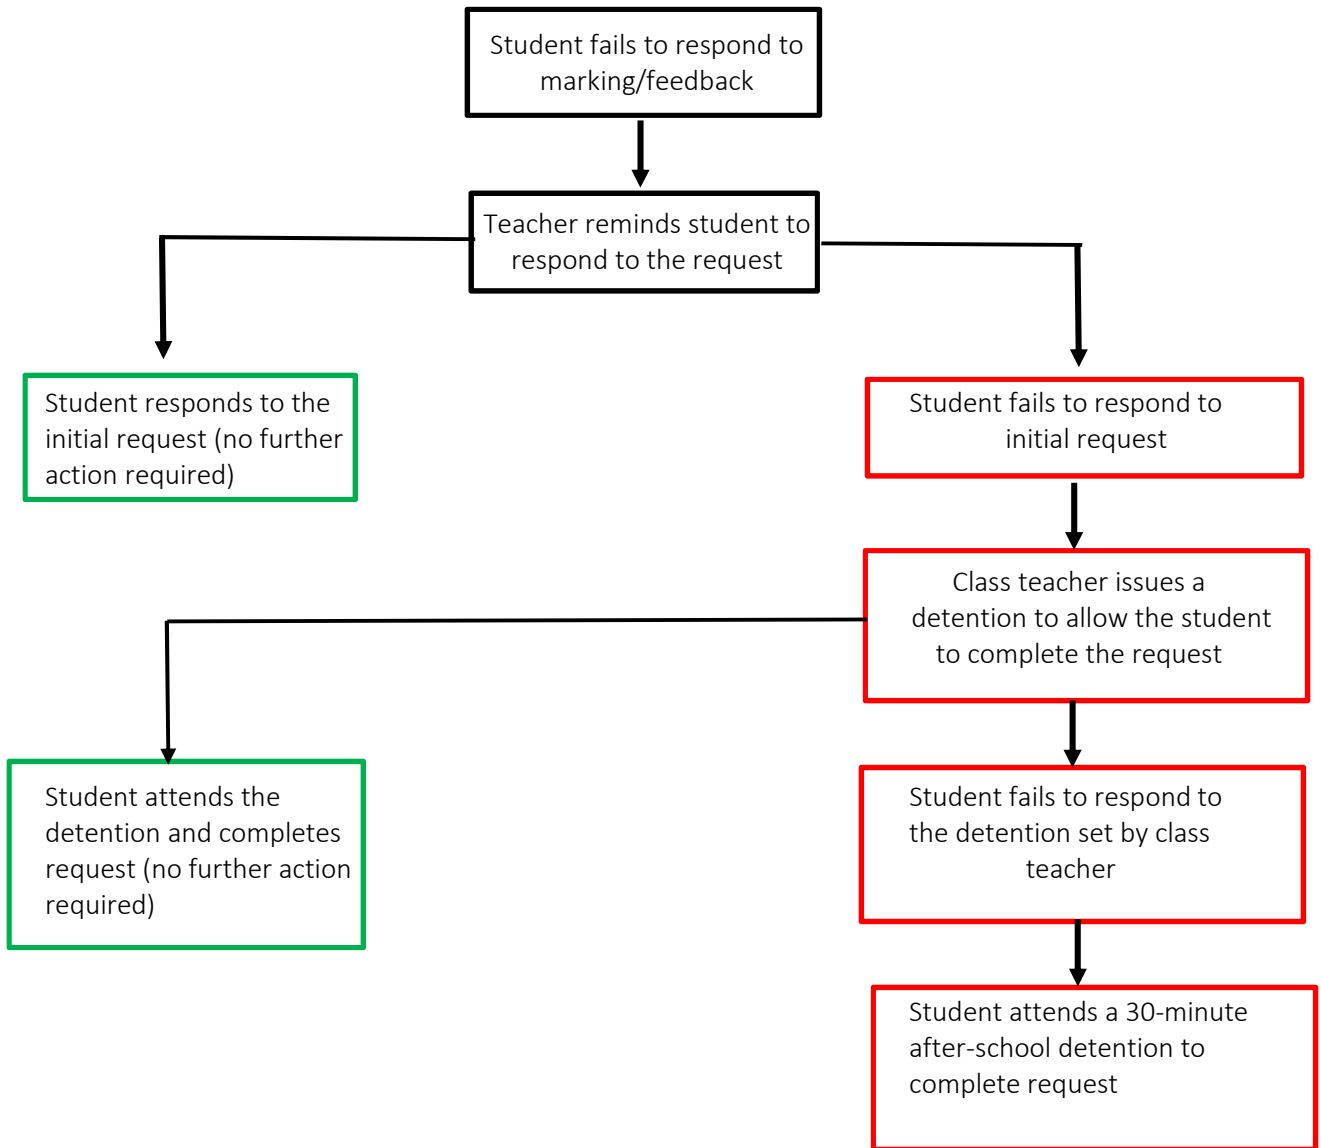 Student fails to respond to
marking/feedback
Teacher reminds student to
respond to the request
Student responds to the
initial request (no further
action required)
Student fails to respond to
initial request
Class teacher issues a
detention to allow the student
to complete the request
Student attends the
detention and completes
request (no further action
required)
Student fails to respond to
the detention set by class
teacher
Student attends a 30-minute
after-school detention to
complete request